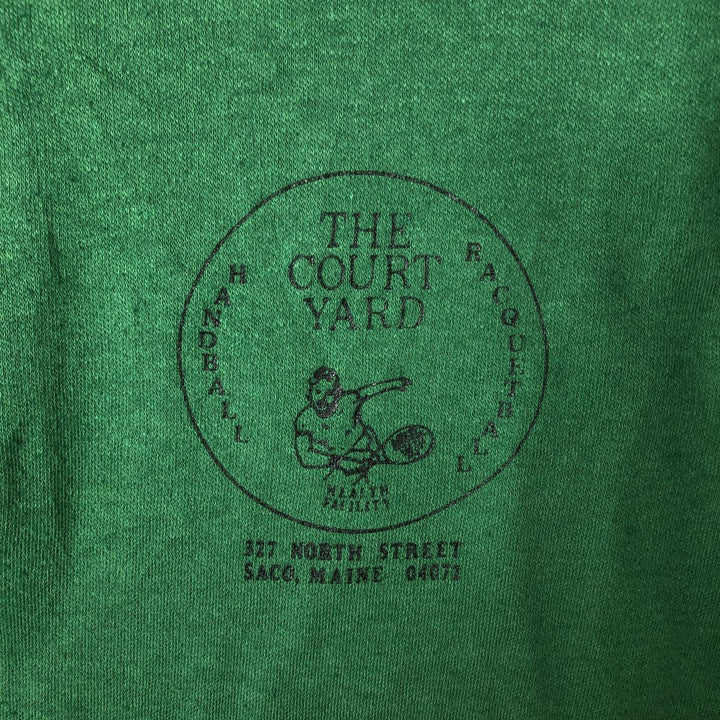 THE
COURT
YARD
HANDBALL
RACQUETBALL
HEALTH
FACILITY
327 NORTH STREET
SACO, MAINE 04072